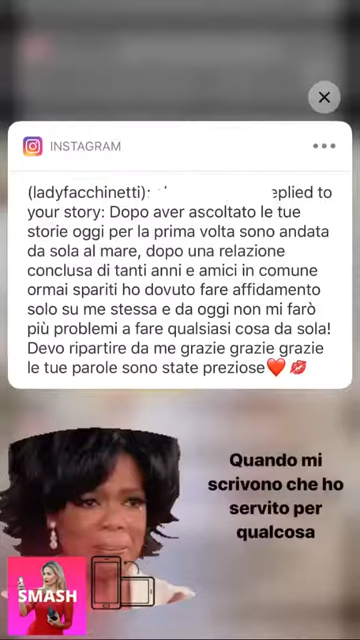 INSTAGRAM
(ladyfacchinetti): eplied to
your story: Dopo aver ascoltato le tue
storie oggi per la prima volta sono andata
da sola al mare, dopo una relazione
conclusa di tanti anni e amici in comune
ormai spariti ho dovuto fare affidamento
solo su me stessa e da oggi non mi farò
più problemi a fare qualsiasi cosa da sola!
Devo ripartire da me grazie grazie grazie
le tue parole sono state preziose❤️💋
Quando mi
scrivono che ho
servito per
qualcosa
SMASH